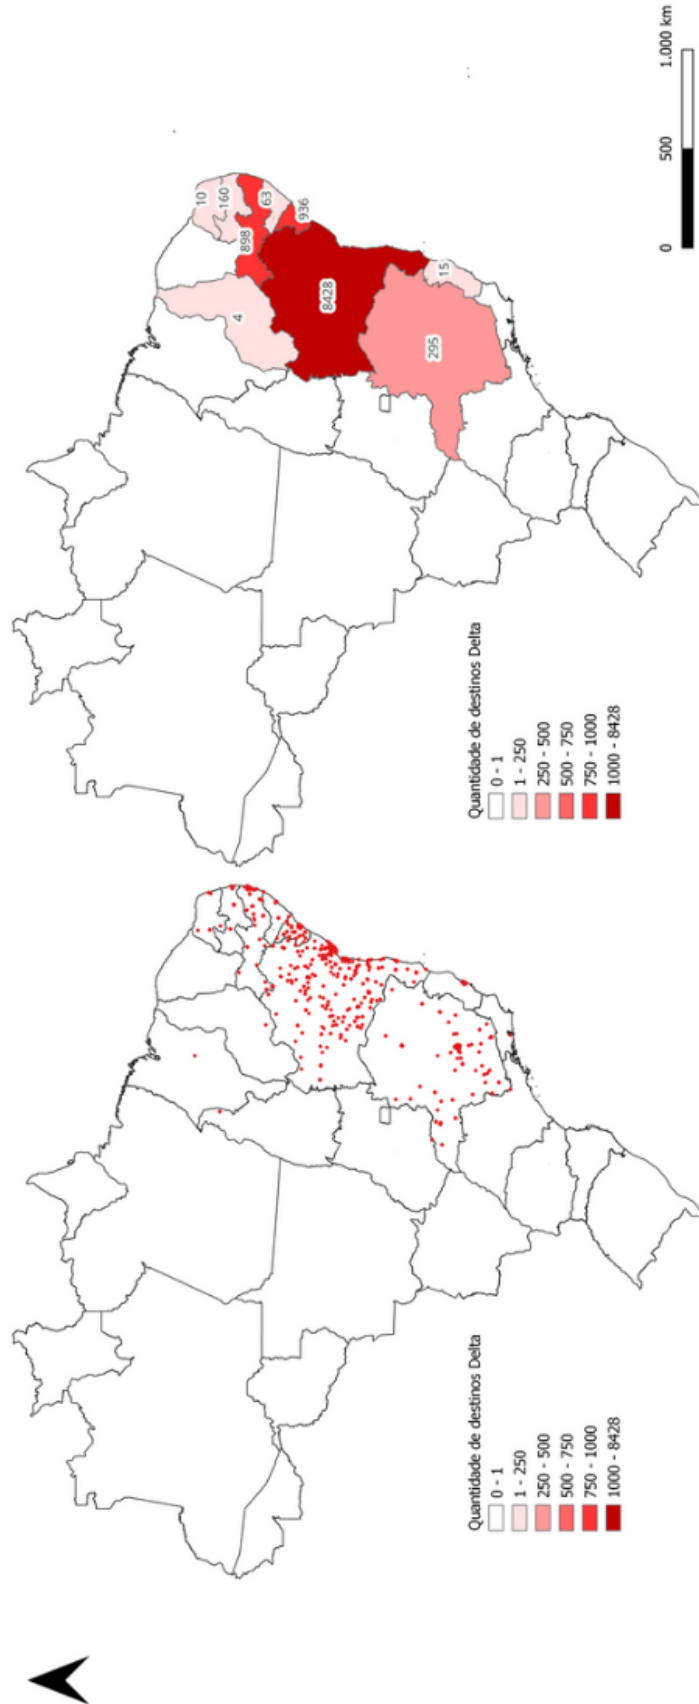 Quantidade de destinos Delta
0 - 1
1 - 250
250 - 500
500 - 750
750 - 1000
1000 - 8428
10
160
898
63
936
4
8428
295
15
Quantidade de destinos Delta
0 - 1
1 - 250
250 - 500
500 - 750
750 - 1000
1000 - 8428
0
500
1.000 km